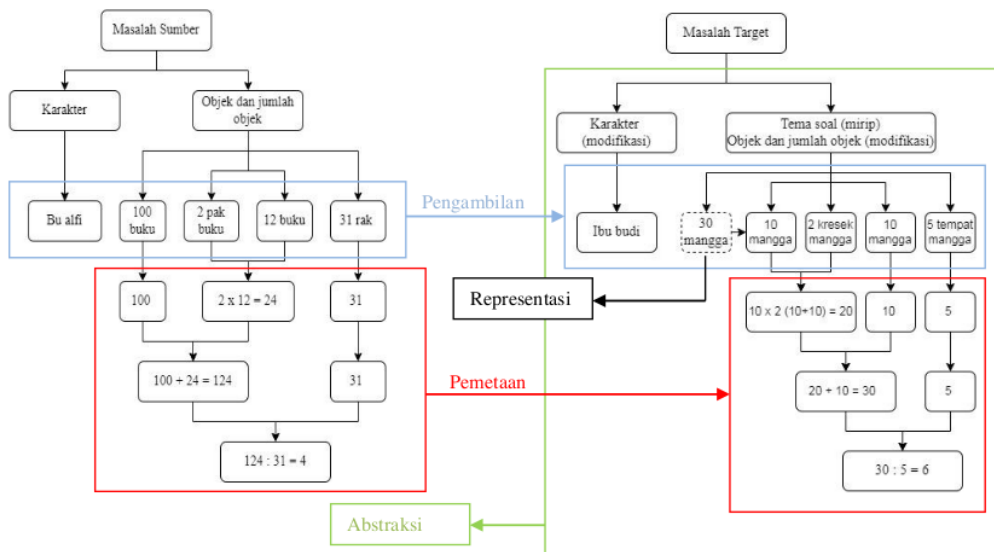 Masalah Sumber
Karakter
Objek dan jumlah
objek
Bu alfi
100
buku
2 pak
buku
12 buku
31 rak
100
2 x 12 = 24
31
100 + 24 = 124
31
124 : 31 = 4
Pengambilan
Representasi
Pemetaan
Abstraksi
Masalah Target
Karakter
(modifikasi)
Tema soal (mirip)
Objek dan jumlah objek (modifikasi)
Ibu budi
30
mangga
10
mangga
2 kresek
mangga
10
mangga
5 tempat
mangga
10 x 2 (10+10) = 20
10
5
20 + 10 = 30
5
30 : 5 = 6